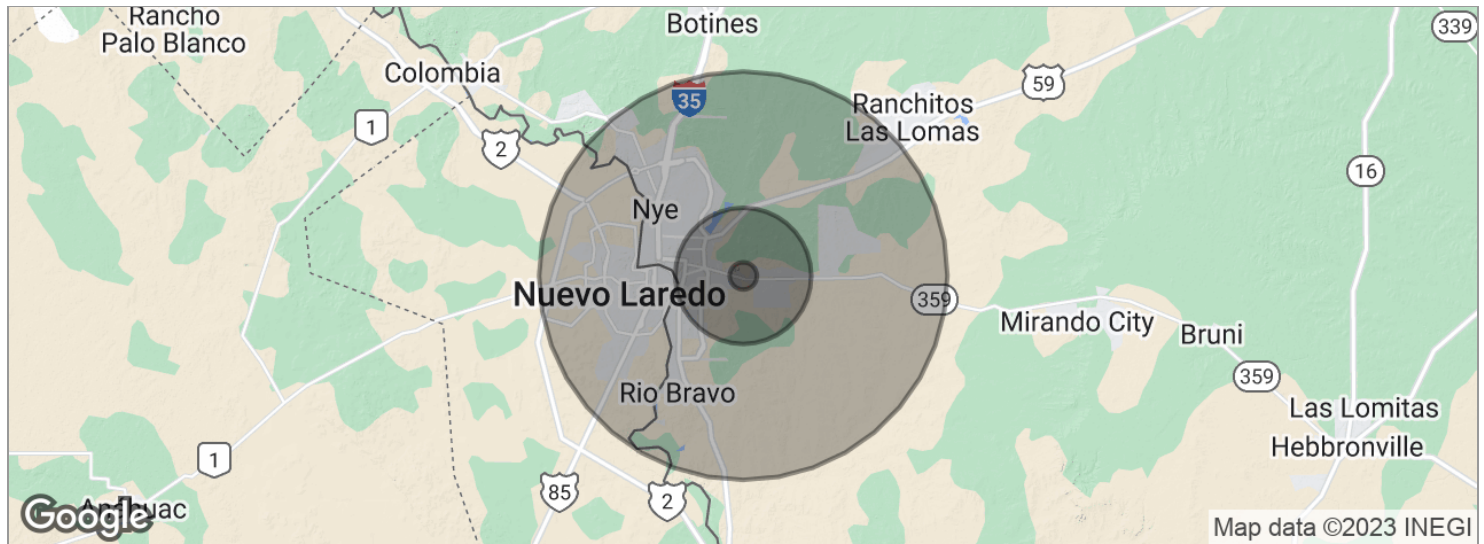 Rancho
Palo Blanco
Botines
339
Colombia
35
59
Ranchitos
Las Lomas
1
2
16
Nye
Nuevo Laredo
359
Mirando City
Bruni
359
Rio Bravo
Las Lomitas
Hebbronville
1
85
2
Anáhuac
Google
Map data ©2023 INEGI